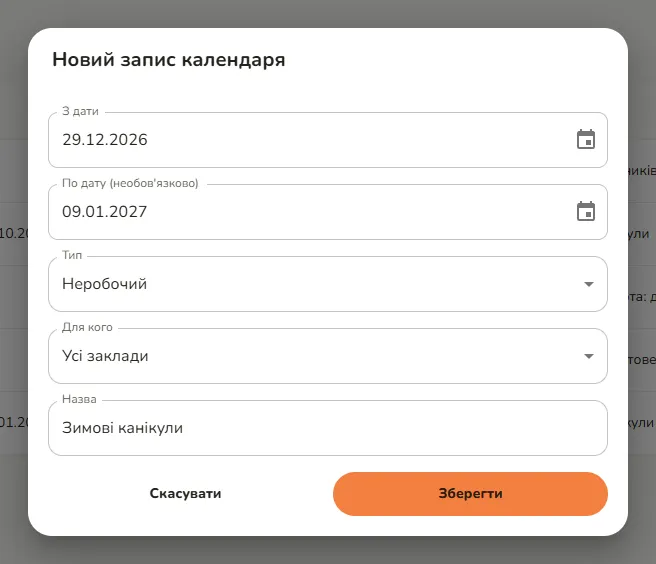 Новий запис календаря
З дати
29.12.2026
По дату (необов'язково)
09.01.2027
Тип
Неробочий
Для кого
Усі заклади
Назва
Зимові канікули
Скасувати
Зберегти